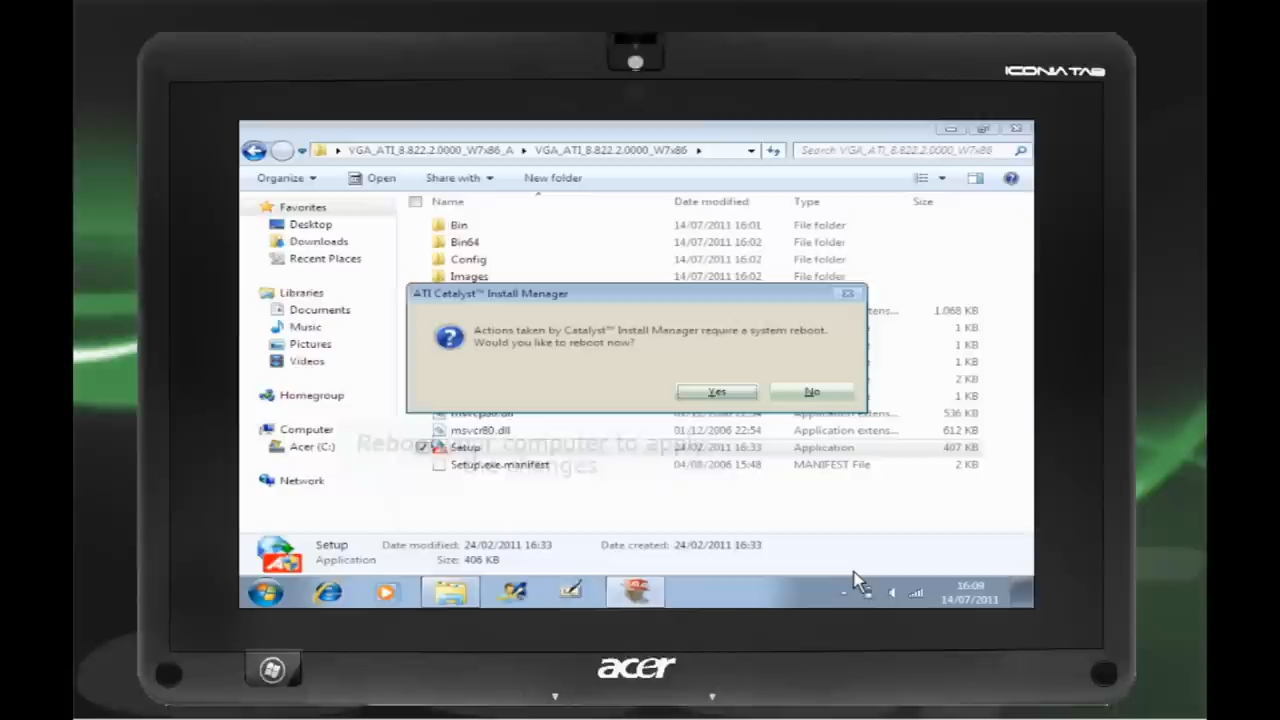 ICONIA TAB
VGA_ATI_8.822.2.0000_W7x86_A ▸ VGA_ATI_8.822.2.0000_W7x86 ▸
Search VGA_ATI_8.822.2.0000_W7x86
Organize Open Share with New folder
Name Date modified Type Size
Favorites
Desktop
Downloads
Recent Places
Libraries
Documents
Music
Pictures
Videos
Homegroup
Computer
Acer (C:)
Network
Bin 14/07/2011 16:01 File folder
Bin64 14/07/2011 16:02 File folder
Config 14/07/2011 16:02 File folder
Images 14/07/2011 16:02 File folder
1.068 KB
1 KB
1 KB
1 KB
2 KB
1 KB
ATI Catalyst™ Install Manager
Actions taken by Catalyst™ Install Manager require a system reboot.
Would you like to reboot now?
Yes No
536 KB
msvcr80.dll 01/12/2006 22:54 Application extens... 612 KB
Setup 24/02/2011 16:33 Application 407 KB
Setup.exe.manifest 04/08/2006 15:48 MANIFEST File 2 KB
computer to
Setup Date modified: 24/02/2011 16:33 Date created: 24/02/2011 16:33
Application Size: 406 KB
16:09
14/07/2011
acer